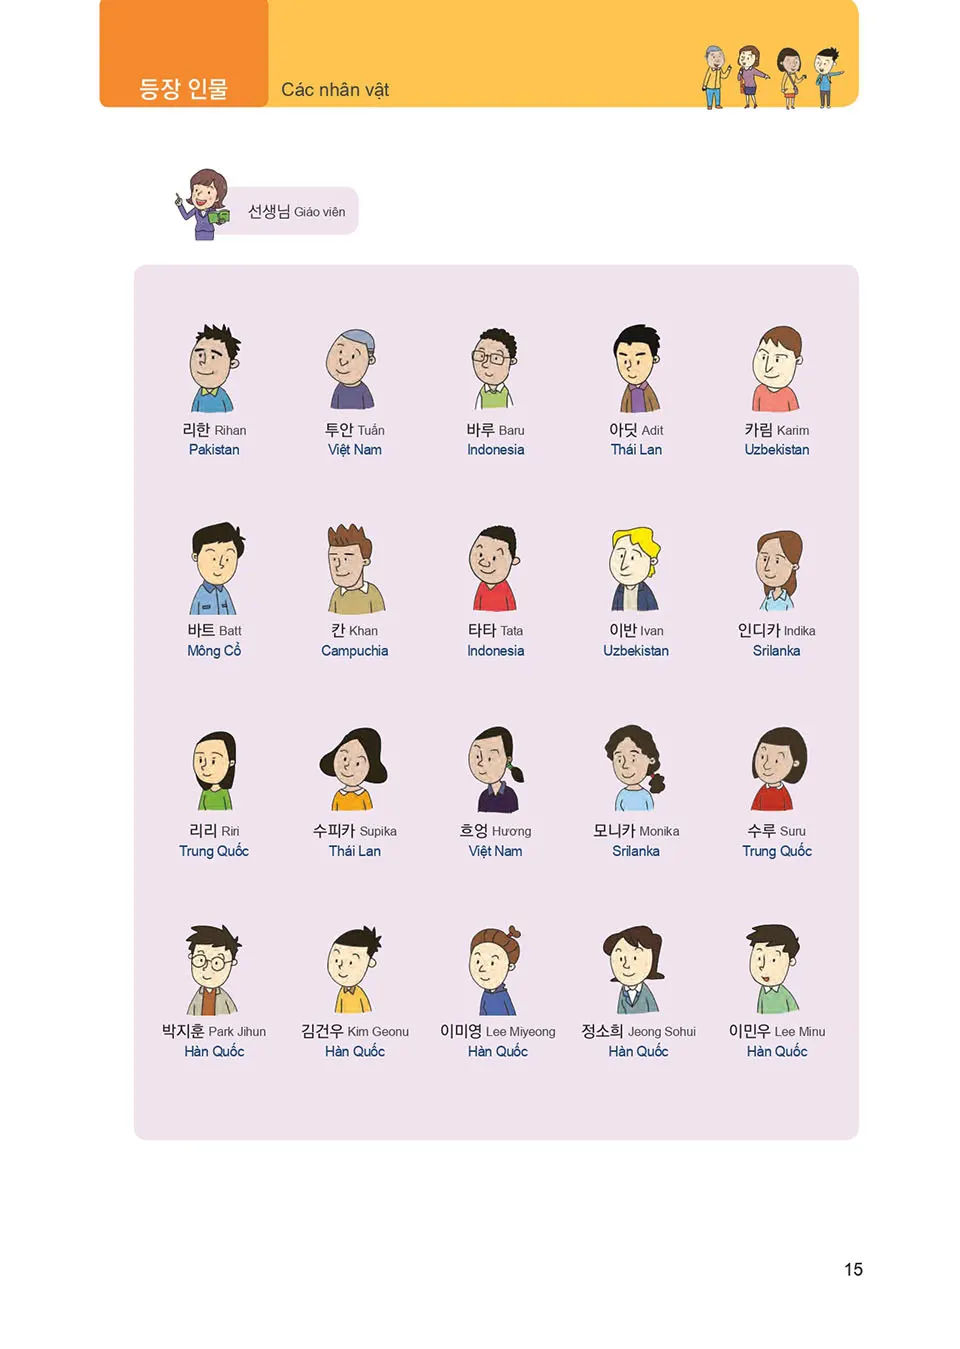 등장 인물 Các nhân vật
선생님 Giáo viên
리한 Rihan 투안 Tuấn 바루 Baru 아딧 Adit 카림 Karim
Pakistan Việt Nam Indonesia Thái Lan Uzbekistan
바트 Batt 칸 Khan 타타 Tata 이반 Ivan 인디카 Indika
Mông Cổ Campuchia Indonesia Uzbekistan Srilanka
리리 Riri 수피카 Supika 흐엉 Hương 모니카 Monika 수루 Suru
Trung Quốc Thái Lan Việt Nam Srilanka Trung Quốc
박지훈 Park Jihun 김건우 Kim Geonu 이미영 Lee Miyeong 정소희 Jeong Sohui 이민우 Lee Minu
Hàn Quốc Hàn Quốc Hàn Quốc Hàn Quốc Hàn Quốc
15